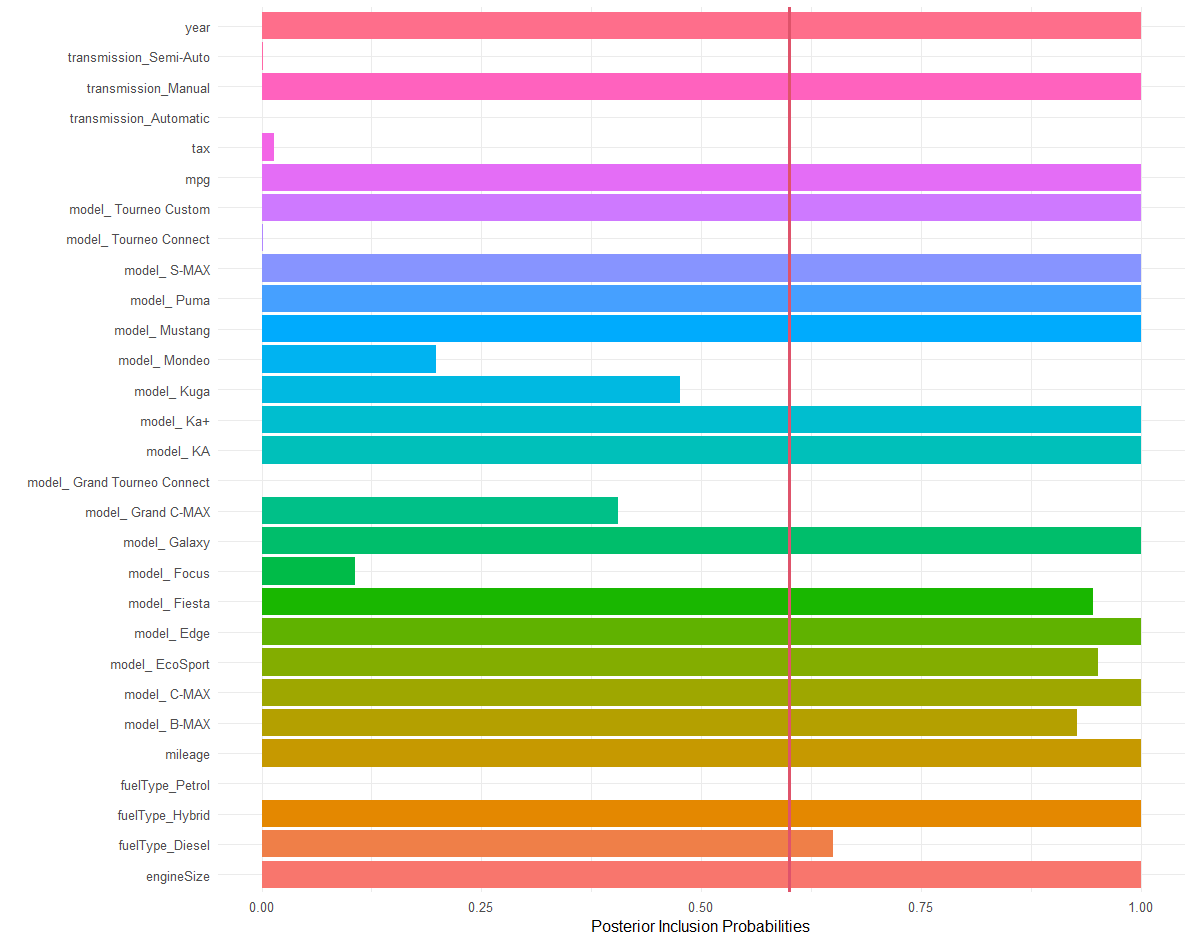 year
transmission_Semi-Auto
transmission_Manual
transmission_Automatic
tax
mpg
model_ Tourneo Custom
model_ Tourneo Connect
model_ S-MAX
model_ Puma
model_ Mustang
model_ Mondeo
model_ Kuga
model_ Ka+
model_ KA
model_ Grand Tourneo Connect
model_ Grand C-MAX
model_ Galaxy
model_ Focus
model_ Fiesta
model_ Edge
model_ EcoSport
model_ C-MAX
model_ B-MAX
mileage
fuelType_Petrol
fuelType_Hybrid
fuelType_Diesel
engineSize
0.00 0.25 0.50 0.75 1.00
Posterior Inclusion Probabilities